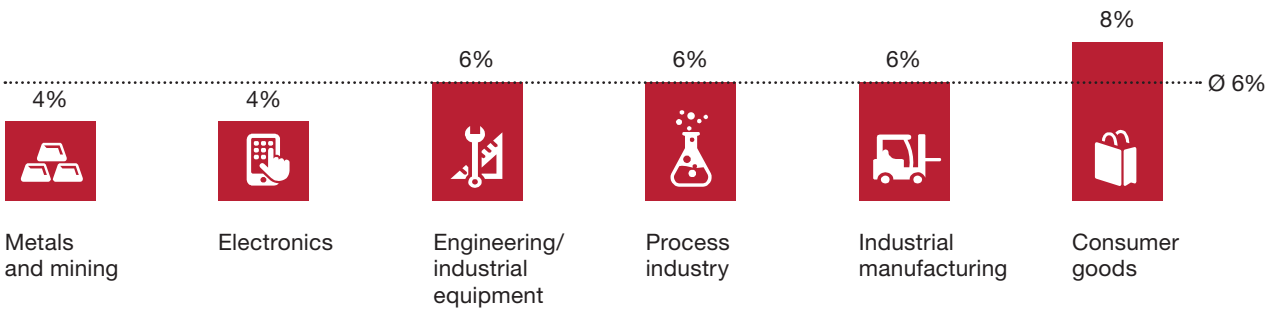 8%
6%
6%
6%
Ø 6%
4%
4%
Metals
and mining
Electronics
Engineering/
industrial
equipment
Process
industry
Industrial
manufacturing
Consumer
goods